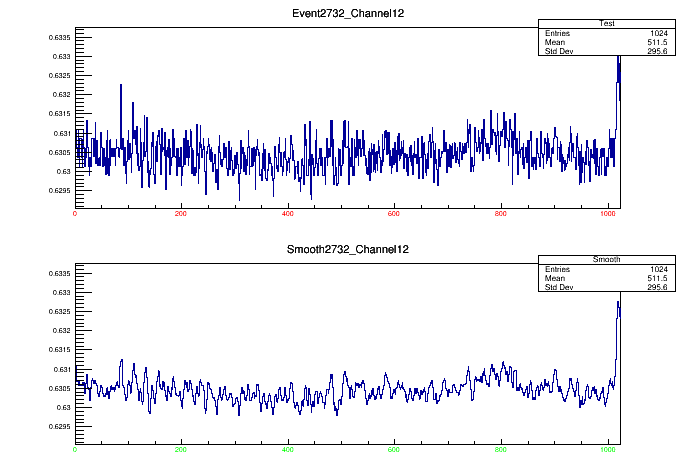 Event2732_Channel12
Test
Entries 1024
Mean 511.5
Std Dev 295.6
0.6335
0.633
0.6325
0.632
0.6315
0.631
0.6305
0.63
0.6295
0 200 400 600 800 1000
Smooth2732_Channel12
Smooth
Entries 1024
Mean 511.5
Std Dev 295.6
0.6335
0.633
0.6325
0.632
0.6315
0.631
0.6305
0.63
0.6295
0 200 400 600 800 1000